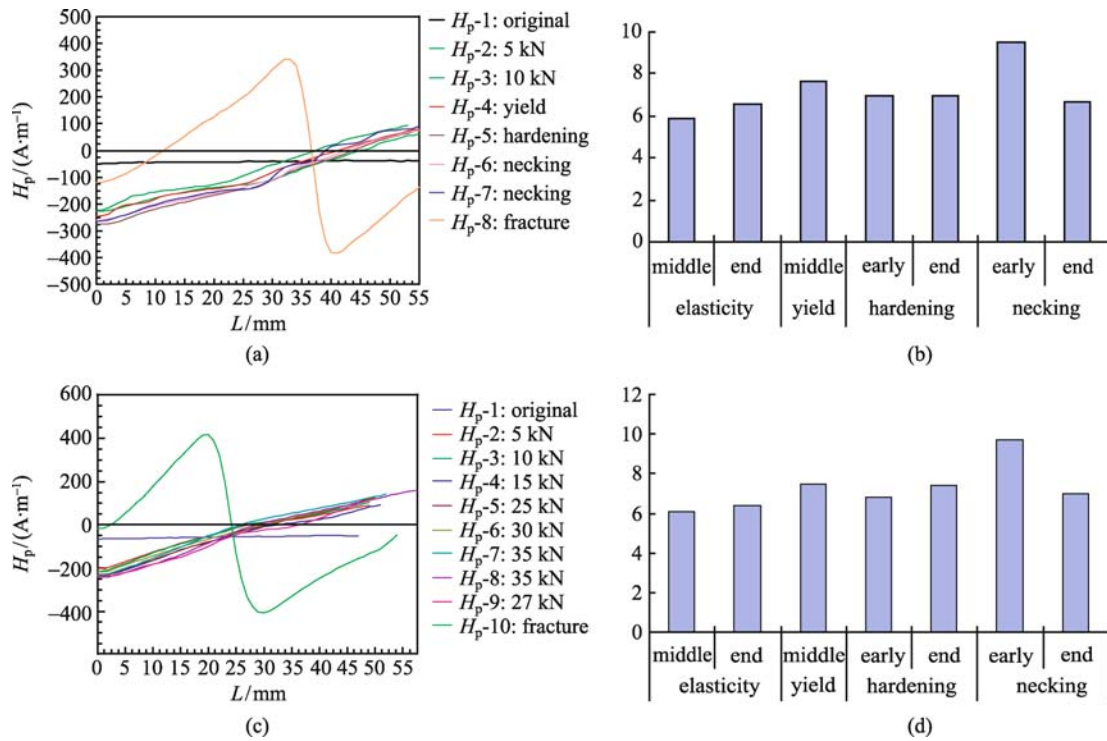 500
400
300
200
100
0
−100
−200
−300
−400
−500
Hp/(A·m⁻¹)
0 5 10 15 20 25 30 35 40 45 50 55
L/mm
Hp-1: original
Hp-2: 5 kN
Hp-3: 10 kN
Hp-4: yield
Hp-5: hardening
Hp-6: necking
Hp-7: necking
Hp-8: fracture
(a)
10
8
6
4
2
0
middle end middle early end early end
elasticity yield hardening necking
(b)
600
400
200
0
−200
−400
Hp/(A·m⁻¹)
0 5 10 15 20 25 30 35 40 45 50 55
L/mm
Hp-1: original
Hp-2: 5 kN
Hp-3: 10 kN
Hp-4: 15 kN
Hp-5: 25 kN
Hp-6: 30 kN
Hp-7: 35 kN
Hp-8: 35 kN
Hp-9: 27 kN
Hp-10: fracture
(c)
12
10
8
6
4
2
0
middle end middle early end early end
elasticity yield hardening necking
(d)